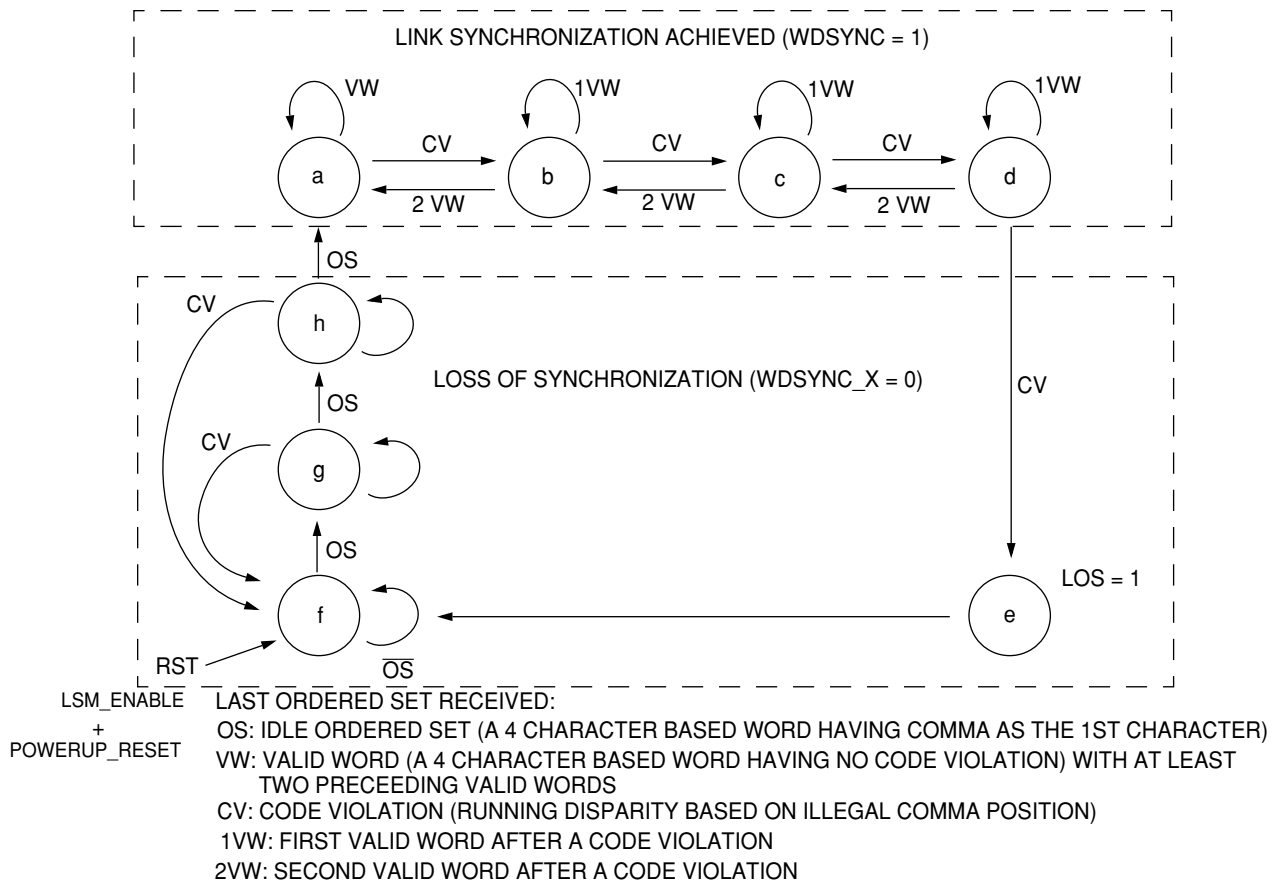 LINK SYNCHRONIZATION ACHIEVED (WDSYNC = 1)
VW
1VW
1VW
1VW
CV
CV
CV
a
b
c
d
2 VW
2 VW
2 VW
OS
CV
h
LOSS OF SYNCHRONIZATION (WDSYNC_X = 0)
CV
OS
CV
g
OS
LOS = 1
f
e
RST
OS
LSM_ENABLE
+
POWERUP_RESET
LAST ORDERED SET RECEIVED:
OS: IDLE ORDERED SET (A 4 CHARACTER BASED WORD HAVING COMMA AS THE 1ST CHARACTER)
VW: VALID WORD (A 4 CHARACTER BASED WORD HAVING NO CODE VIOLATION) WITH AT LEAST
TWO PRECEEDING VALID WORDS
CV: CODE VIOLATION (RUNNING DISPARITY BASED ON ILLEGAL COMMA POSITION)
1VW: FIRST VALID WORD AFTER A CODE VIOLATION
2VW: SECOND VALID WORD AFTER A CODE VIOLATION